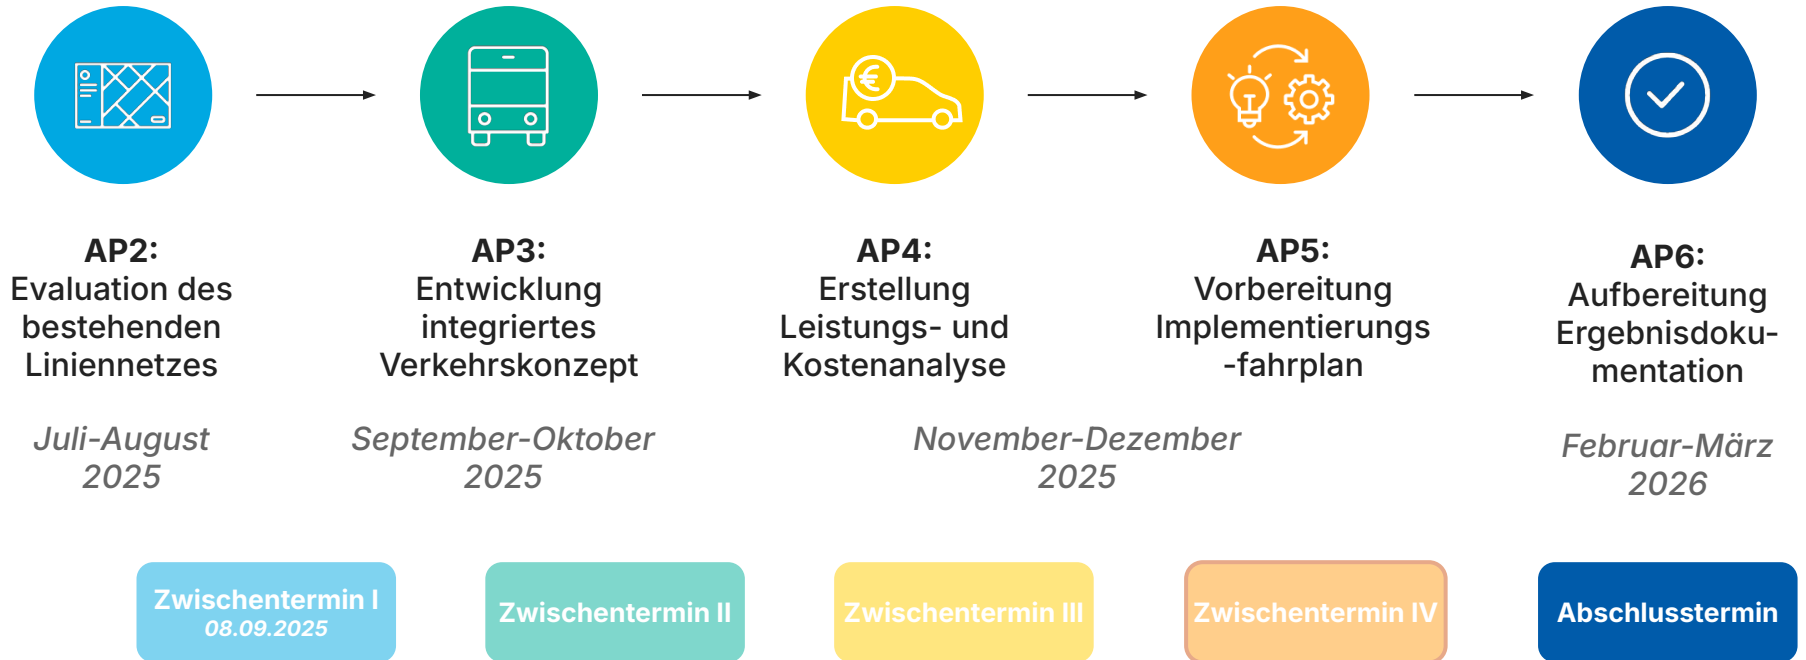 €
AP2:
Evaluation des
bestehenden
Liniennetzes
Juli-August
2025
AP3:
Entwicklung
integriertes
Verkehrskonzept
September-Oktober
2025
AP4:
Erstellung
Leistungs- und
Kostenanalyse
AP5:
Vorbereitung
Implementierungs
-fahrplan
November-Dezember
2025
AP6:
Aufbereitung
Ergebnisdoku-
mentation
Februar-März
2026
Zwischentermin I
08.09.2025
Zwischentermin II
Zwischentermin III
Zwischentermin IV
Abschlusstermin